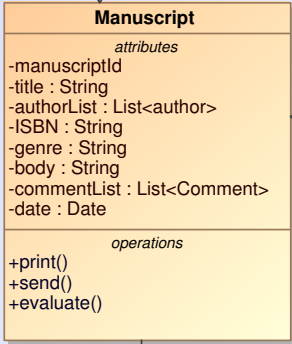 Manuscript
attributes
-manuscriptId
-title : String
-authorList : List<author>
-ISBN : String
-genre : String
-body : String
-commentList : List<Comment>
-date : Date
operations
+print()
+send()
+evaluate()